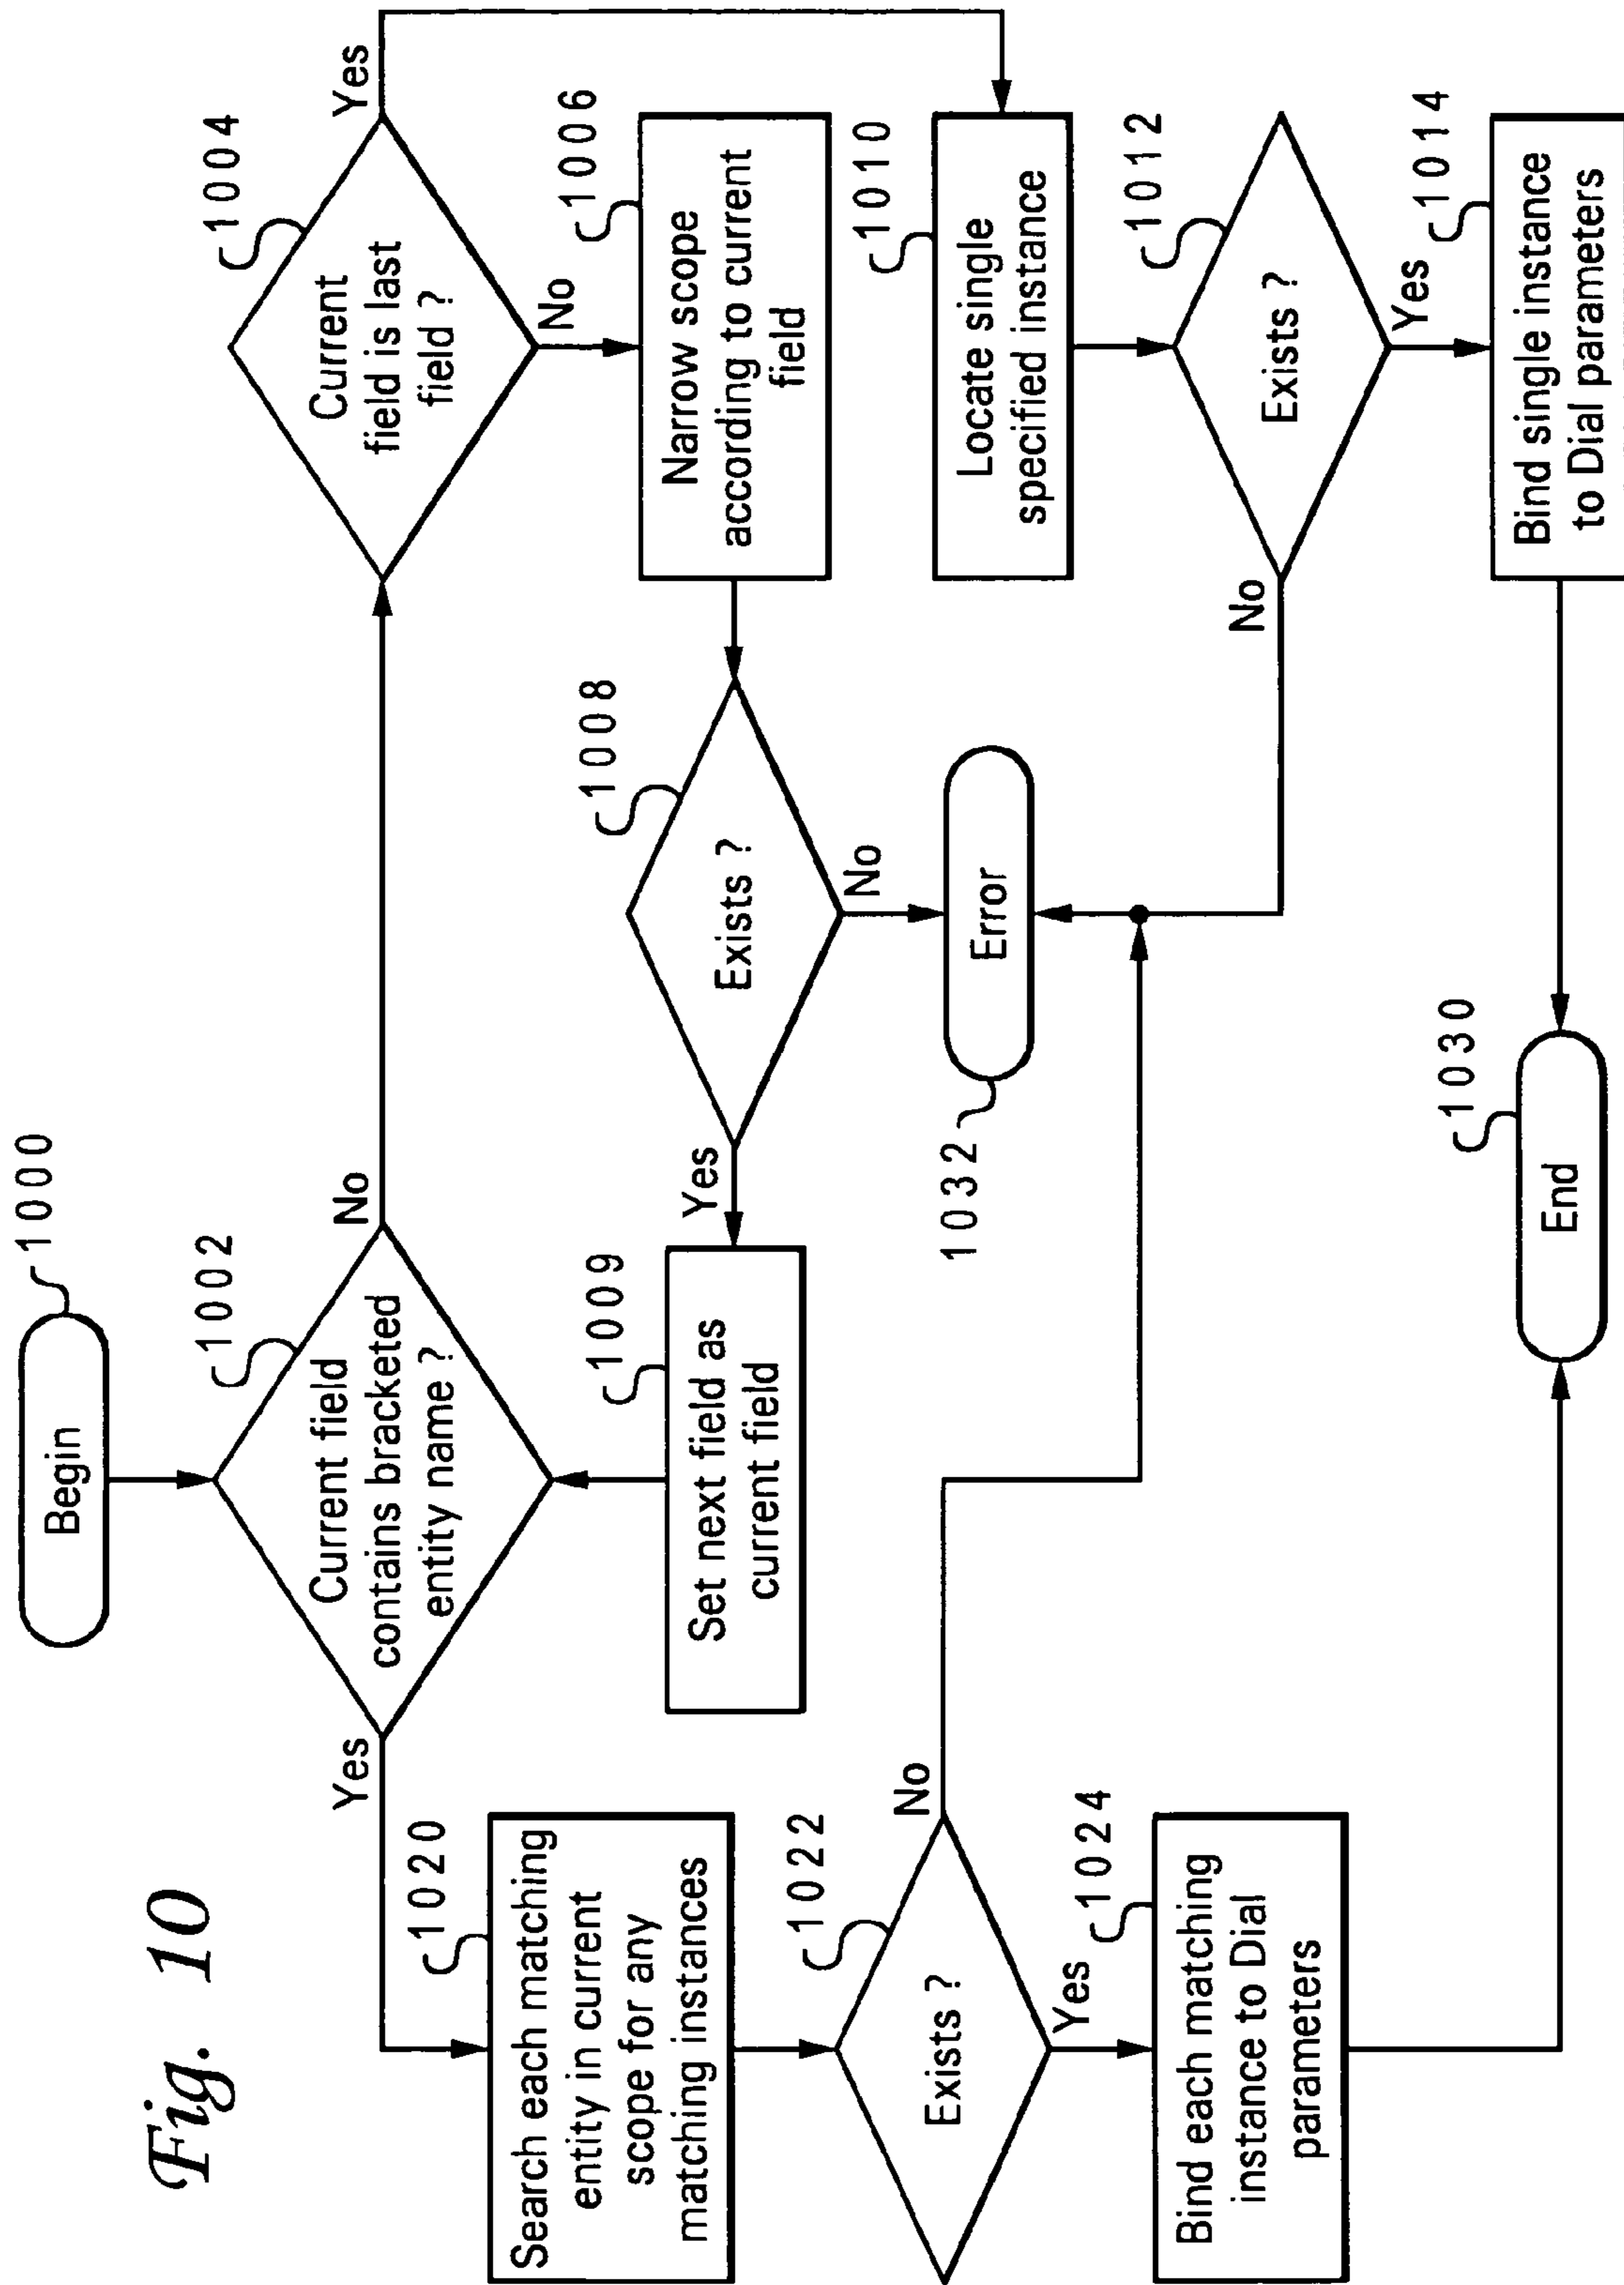 Fig. 10
Begin
1000
Current field
contains bracketed
entity name ?
1002
Yes
No
Current
field is last
field ?
1004
Yes
No
Narrow scope
according to current
field
1006
Exists ?
1008
Yes
No
Set next field as
current field
1009
Locate single
specified instance
1010
Exists ?
1012
No
Yes
Bind single instance
to Dial parameters
1014
Search each matching
entity in current
scope for any
matching instances
1020
Exists ?
1022
No
Yes
Bind each matching
instance to Dial
parameters
1024
Error
1032
End
1030